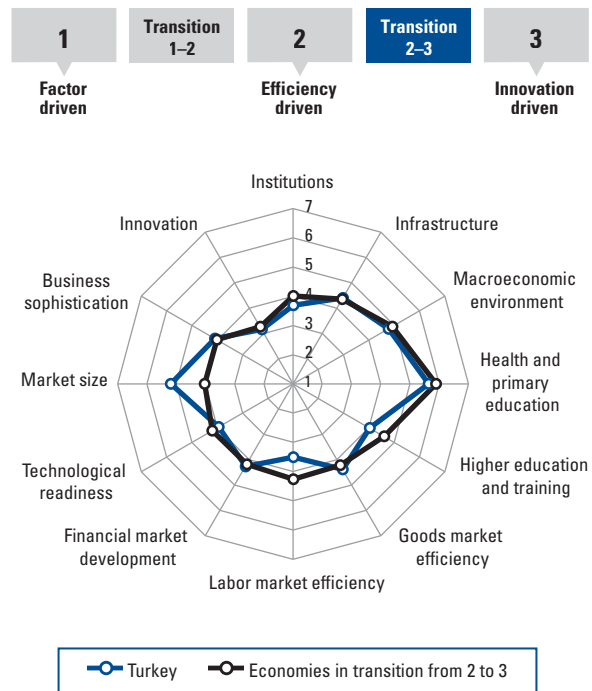 1
Transition
1–2
2
Transition
2–3
3
Factor
driven
Efficiency
driven
Innovation
driven
Institutions
Infrastructure
Macroeconomic
environment
Health and
primary
education
Higher education
and training
Goods market
efficiency
Labor market efficiency
Financial market
development
Technological
readiness
Market size
Business
sophistication
Innovation
7
6
5
4
3
2
1
Turkey
Economies in transition from 2 to 3